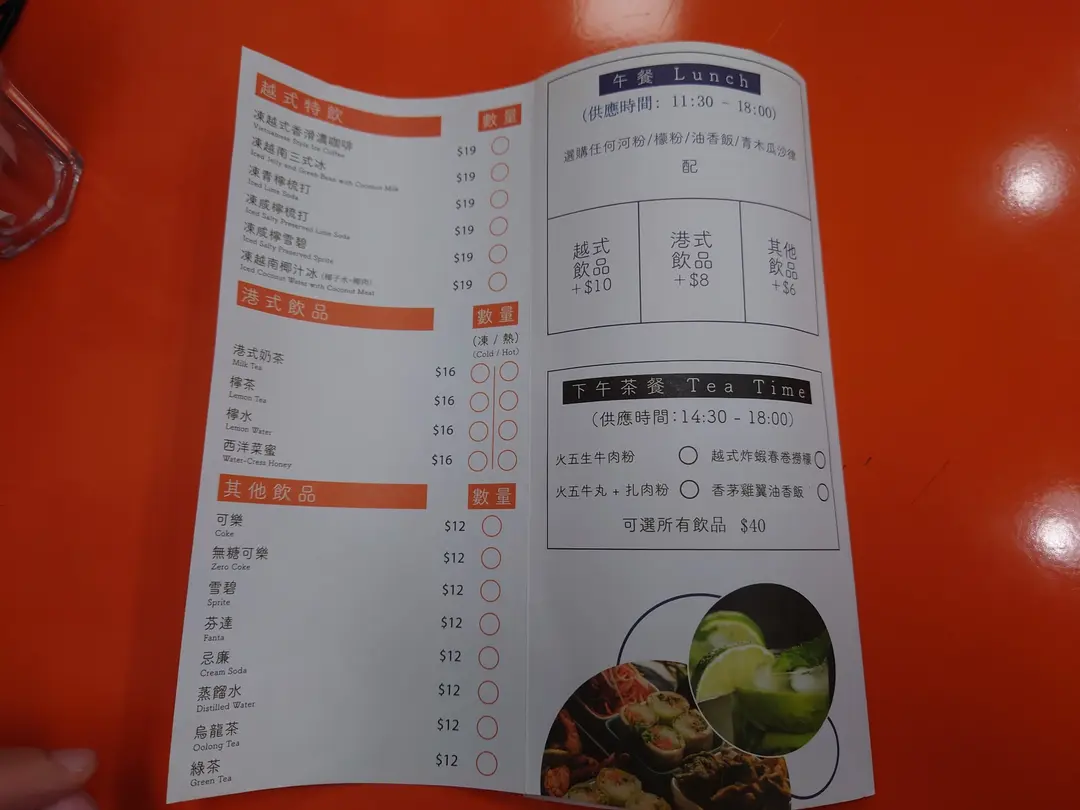 越式特飲 數量
凍越式香滑濃咖啡
Vietnamese Style Ice Coffee $19
凍越南三式冰
Iced Jelly and Green Bean with Coconut Milk $19
凍青檸梳打
Iced Lime Soda $19
凍咸檸梳打
Iced Salty Preserved Lime Soda $19
凍咸檸雪碧
Iced Salty Preserved Sprite $19
凍越南椰汁冰 (椰子水+椰肉)
Iced Coconut Water with Coconut Meat $19
港式飲品 數量
(凍 / 熱)
(Cold / Hot)
港式奶茶
Milk Tea $16
檸茶
Lemon Tea $16
檸水
Lemon Water $16
西洋菜蜜
Water-Cress Honey $16
其他飲品 數量
可樂
Coke $12
無糖可樂
Zero Coke $12
雪碧
Sprite $12
芬達
Fanta $12
忌廉
Cream Soda $12
蒸餾水
Distilled Water $12
烏龍茶
Oolong Tea $12
綠茶
Green Tea $12
午餐 Lunch
(供應時間: 11:30 - 18:00)
選購任何河粉/檬粉/油香飯/青木瓜沙律
配
越式
飲品
+$10
港式
飲品
+$8
其他
飲品
+$6
下午茶餐 Tea Time
(供應時間:14:30 - 18:00)
火五生牛肉粉 越式炸蝦春卷撈檬
火五牛丸 + 扎肉粉 香茅雞翼油香飯
可選所有飲品 $40